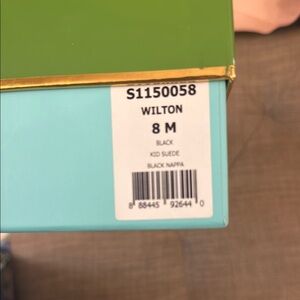 S1150058
WILTON
8 M
BLACK
KID SUEDE
BLACK NAPPA
8 88445 92644 0